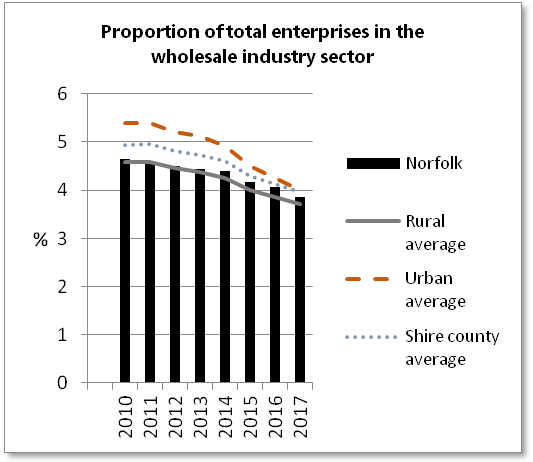 Proportion of total enterprises in the
wholesale industry sector
6
5
4
3
2
1
0
%
2010
2011
2012
2013
2014
2015
2016
2017
Norfolk
Rural
average
Urban
average
Shire county
average